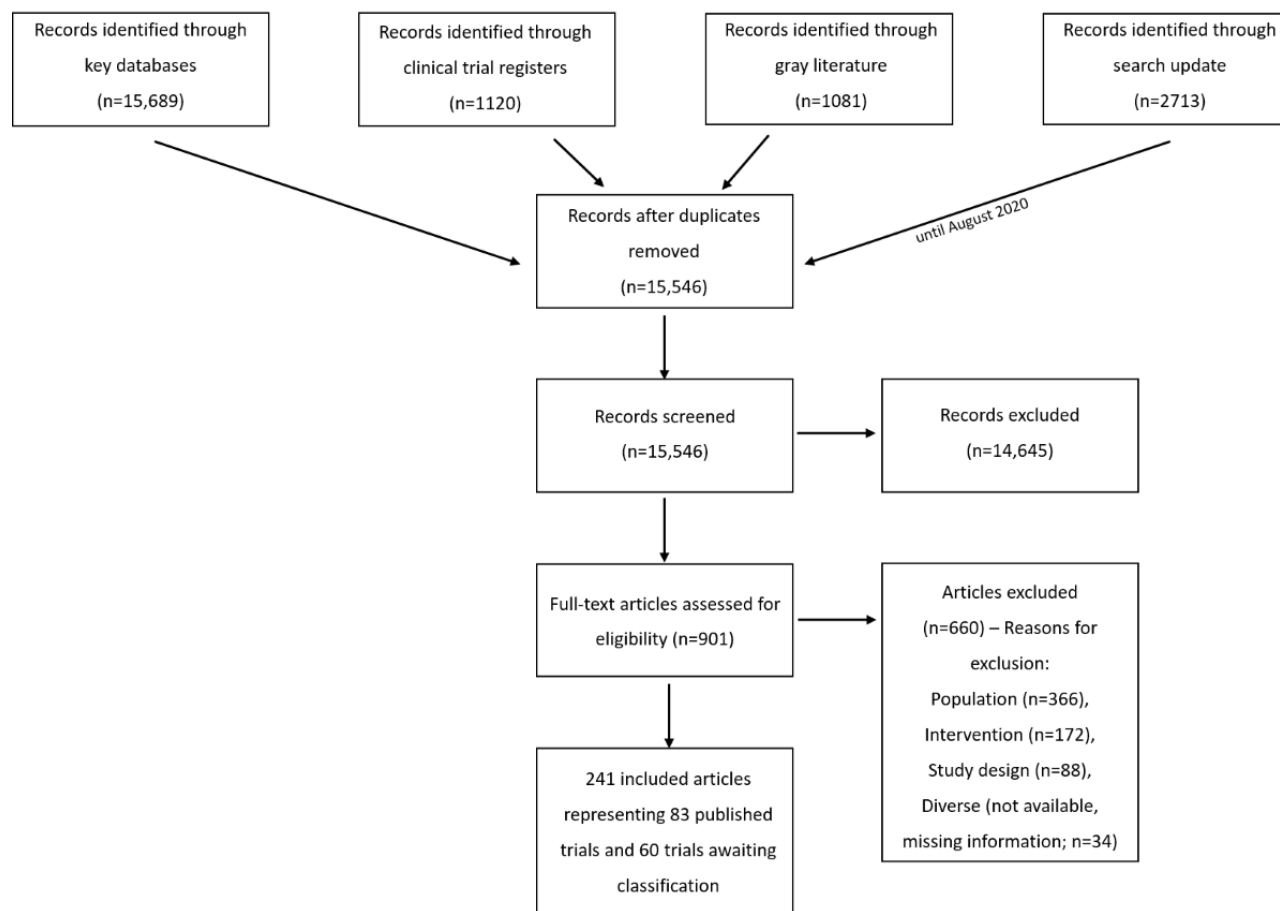 Records identified through
key databases
(n=15,689)
Records identified through
clinical trial registers
(n=1120)
Records identified through
gray literature
(n=1081)
Records identified through
search update
(n=2713)
until August 2020
Records after duplicates
removed
(n=15,546)
Records screened
(n=15,546)
Records excluded
(n=14,645)
Full-text articles assessed for
eligibility (n=901)
Articles excluded
(n=660) – Reasons for
exclusion:
Population (n=366),
Intervention (n=172),
Study design (n=88),
Diverse (not available,
missing information; n=34)
241 included articles
representing 83 published
trials and 60 trials awaiting
classification